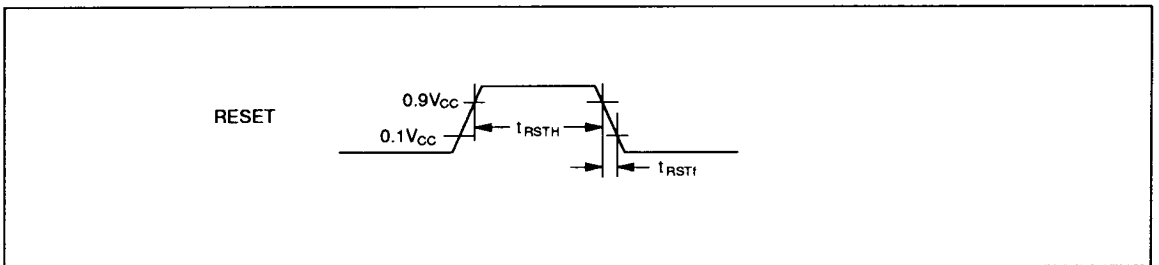 RESET
0.9VCC
0.1VCC
tRSTH
tRSTf